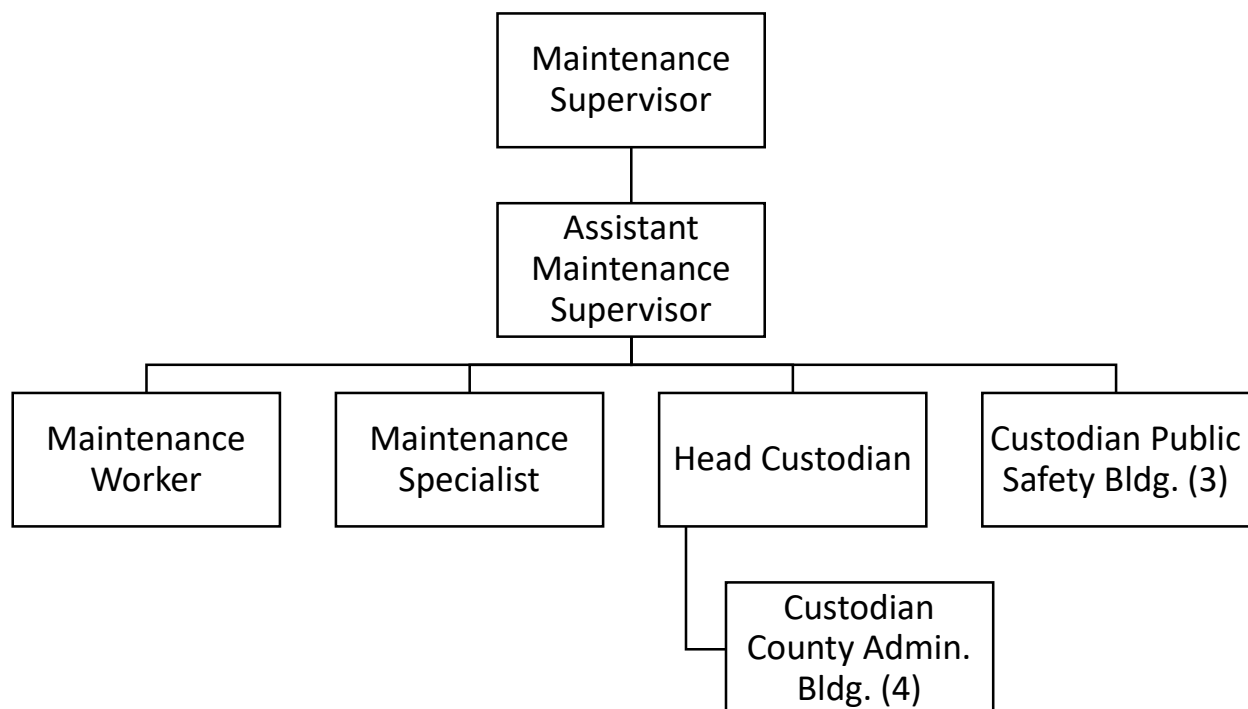 Maintenance
Supervisor
Assistant
Maintenance
Supervisor
Maintenance
Worker
Maintenance
Specialist
Head Custodian
Custodian Public
Safety Bldg. (3)
Custodian
County Admin.
Bldg. (4)